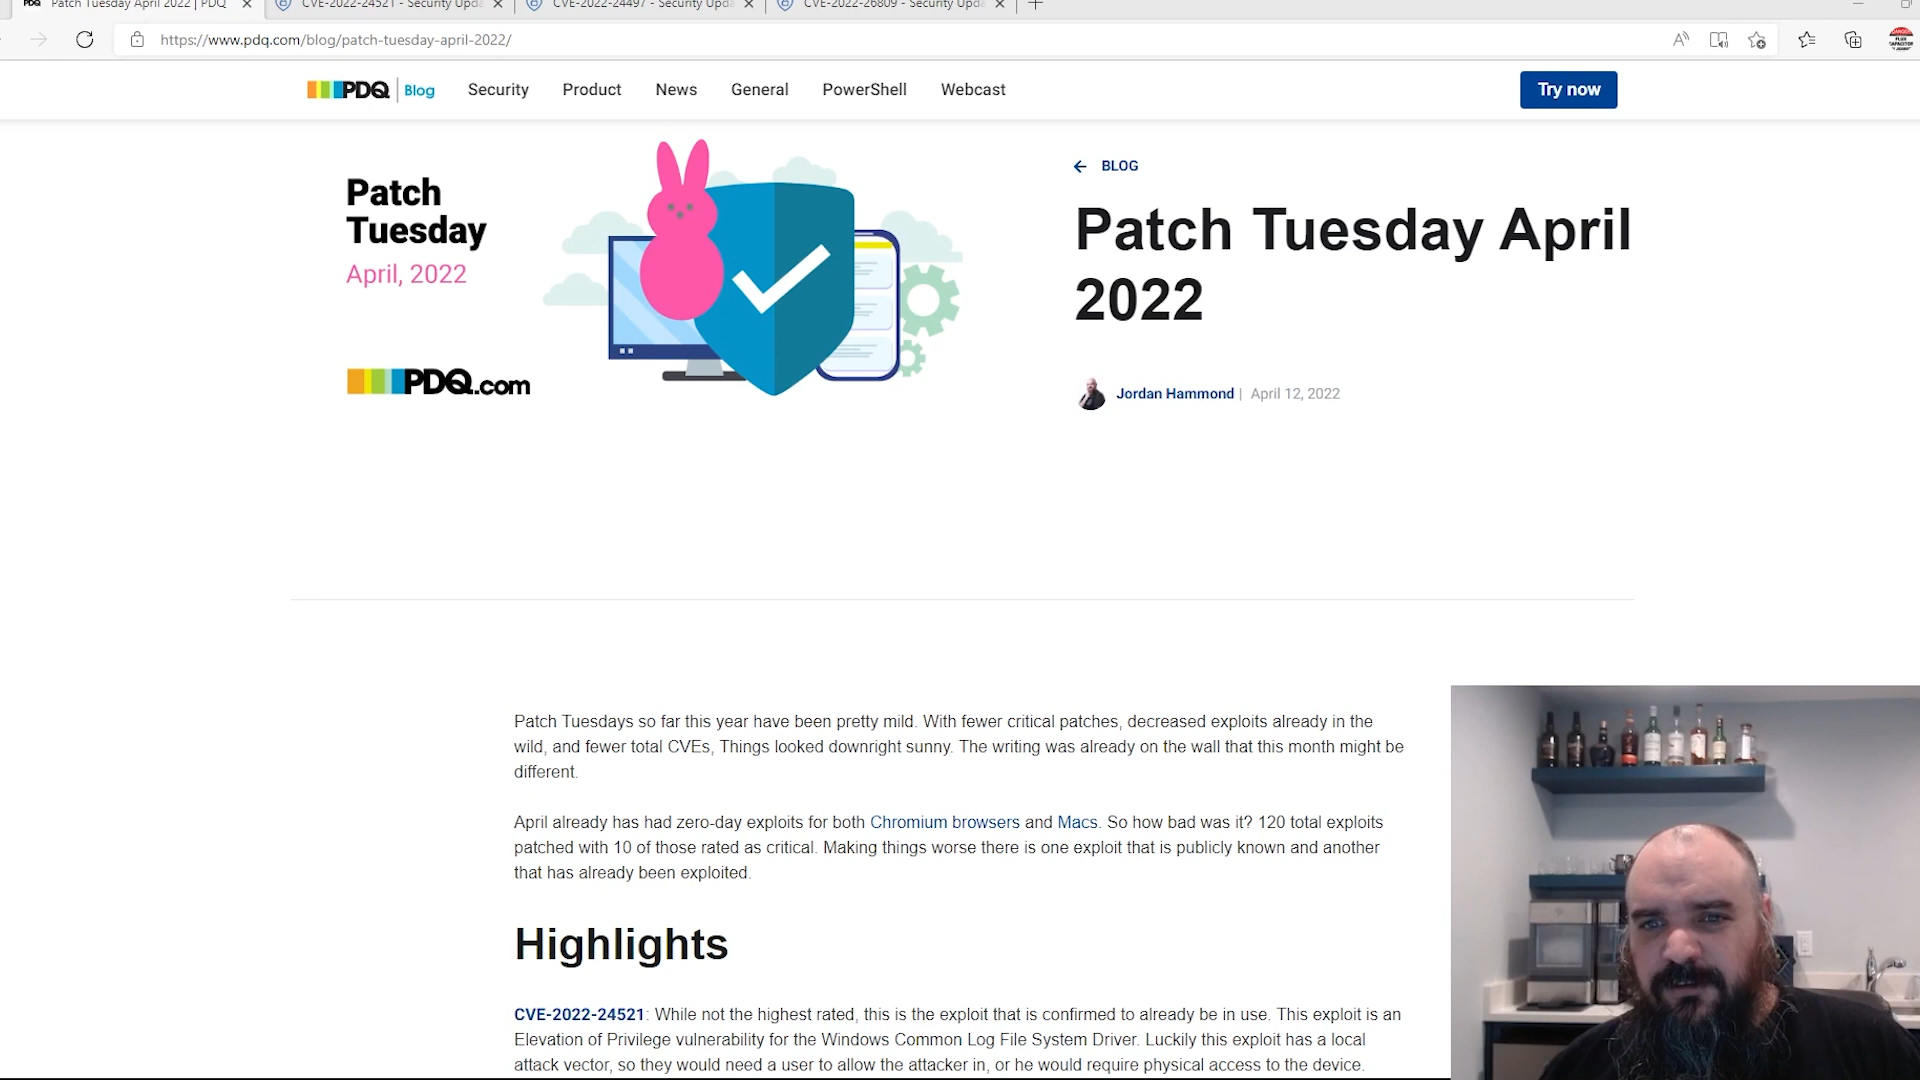 PDQ Patch Tuesday April 2022 | PDQ
CVE-2022-24521 - Security Upda
CVE-2022-24497 - Security Upda
CVE-2022-26809 - Security Upda
https://www.pdq.com/blog/patch-tuesday-april-2022/
PDQ | Blog Security Product News General PowerShell Webcast Try now
Patch
Tuesday
April, 2022
PDQ.com
BLOG
Patch Tuesday April
2022
Jordan Hammond | April 12, 2022
Patch Tuesdays so far this year have been pretty mild. With fewer critical patches, decreased exploits already in the
wild, and fewer total CVEs, Things looked downright sunny. The writing was already on the wall that this month might be
different.
April already has had zero-day exploits for both Chromium browsers and Macs. So how bad was it? 120 total exploits
patched with 10 of those rated as critical. Making things worse there is one exploit that is publicly known and another
that has already been exploited.
Highlights
CVE-2022-24521: While not the highest rated, this is the exploit that is confirmed to already be in use. This exploit is an
Elevation of Privilege vulnerability for the Windows Common Log File System Driver. Luckily this exploit has a local
attack vector, so they would need a user to allow the attacker in, or he would require physical access to the device.